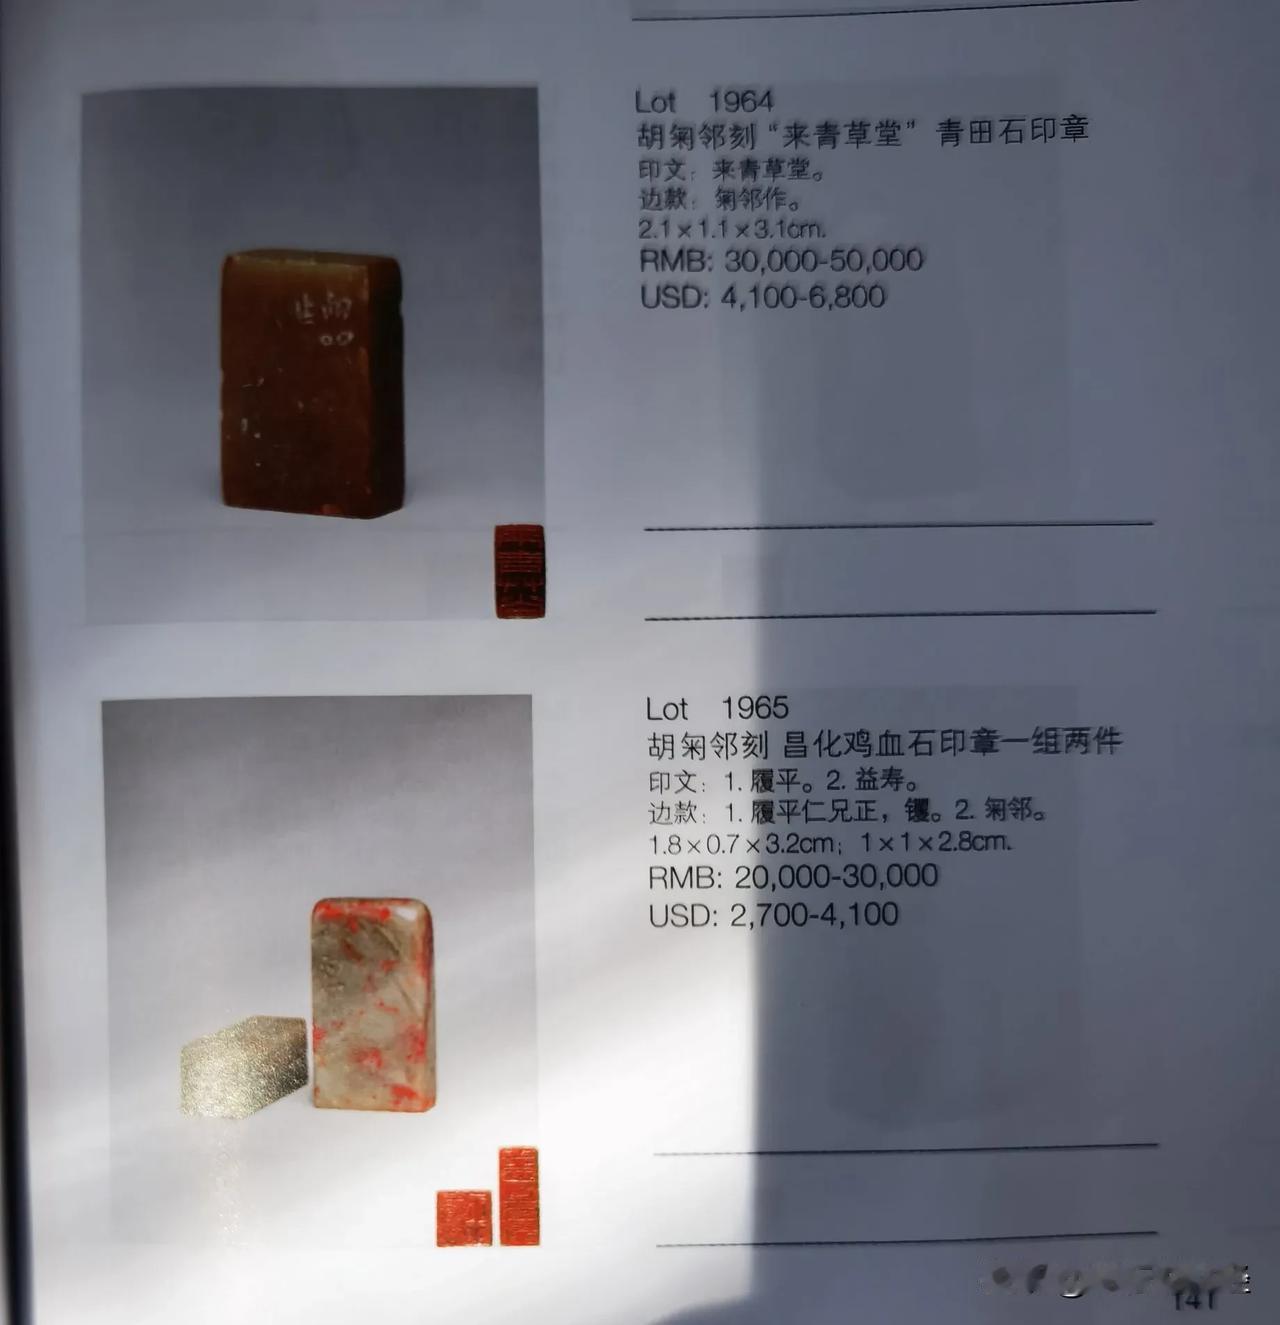 Lot 1964
胡匊邻刻“来青草堂” 青田石印章
印文：来青草堂。
边款：匊邻作。
2.1×1.1×3.1cm.
RMB: 30,000-50,000
USD: 4,100-6,800
Lot 1965
胡匊邻刻 昌化鸡血石印章一组两件
印文：1. 履平。2. 益寿。
边款：1. 履平仁兄正，钁。2. 匊邻。
1.8×0.7×3.2cm；1×1×2.8cm.
RMB: 20,000-30,000
USD: 2,700-4,100
141